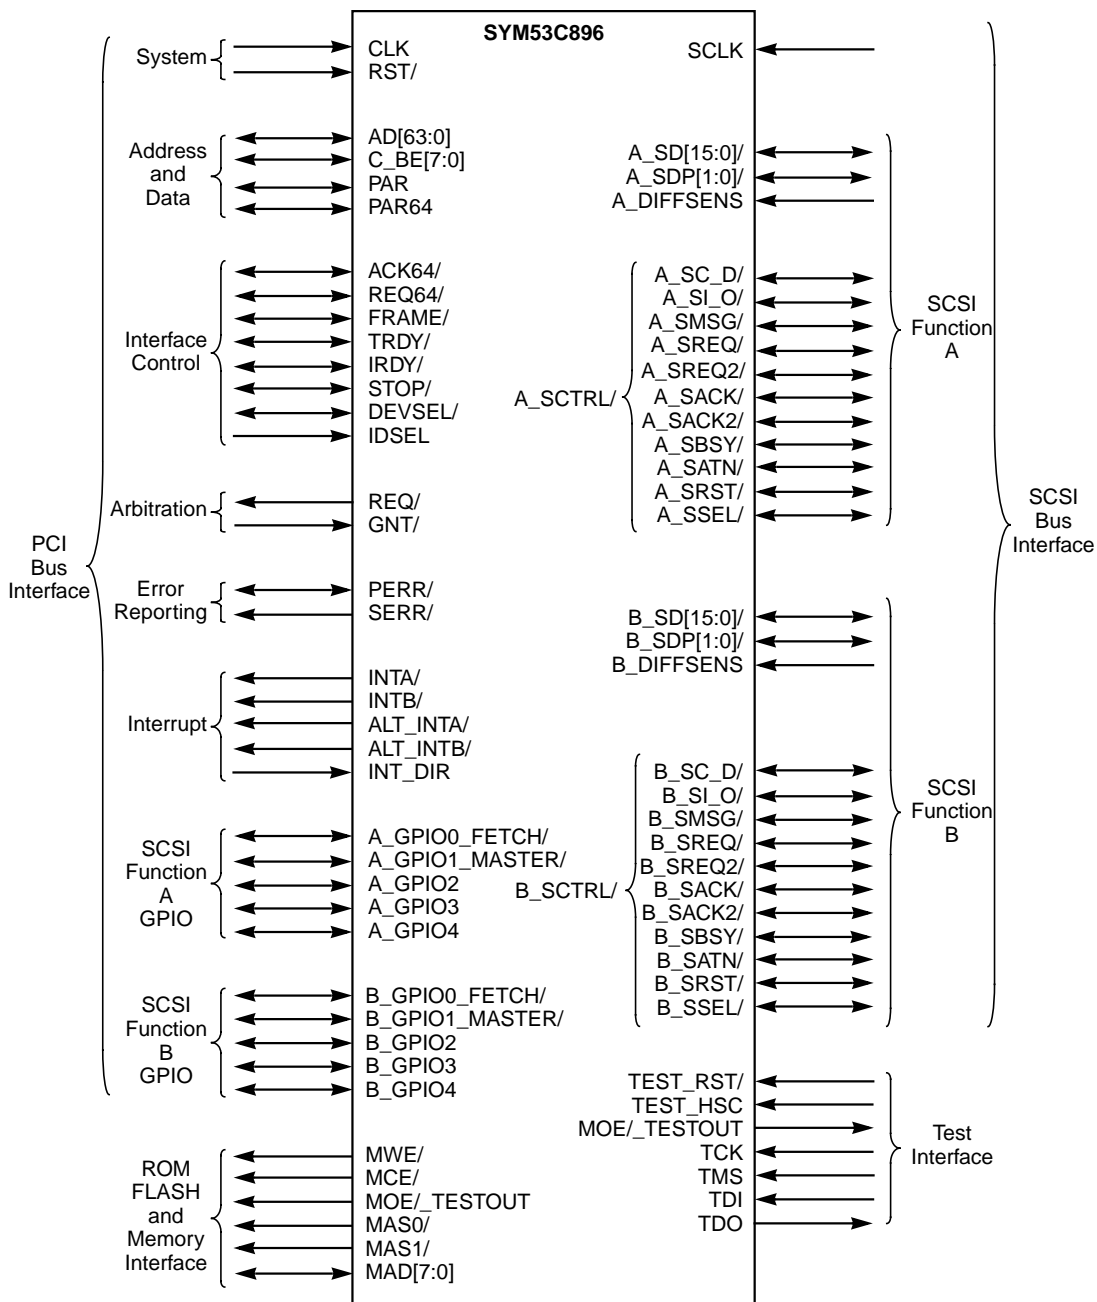 SYM53C896
System
CLK
RST/
Address
and
Data
AD[63:0]
C_BE[7:0]
PAR
PAR64
Interface
Control
ACK64/
REQ64/
FRAME/
TRDY/
IRDY/
STOP/
DEVSEL/
IDSEL
Arbitration
REQ/
GNT/
PCI
Bus
Interface
Error
Reporting
PERR/
SERR/
Interrupt
INTA/
INTB/
ALT_INTA/
ALT_INTB/
INT_DIR
SCSI
Function
A
GPIO
A_GPIO0_FETCH/
A_GPIO1_MASTER/
A_GPIO2
A_GPIO3
A_GPIO4
SCSI
Function
B
GPIO
B_GPIO0_FETCH/
B_GPIO1_MASTER/
B_GPIO2
B_GPIO3
B_GPIO4
ROM
FLASH
and
Memory
Interface
MWE/
MCE/
MOE/_TESTOUT
MAS0/
MAS1/
MAD[7:0]
SCLK
A_SD[15:0]/
A_SDP[1:0]/
A_DIFFSENS
A_SCTRL/
A_SC_D/
A_SI_O/
A_SMSG/
A_SREQ/
A_SREQ2/
A_SACK/
A_SACK2/
A_SBSY/
A_SATN/
A_SRST/
A_SSEL/
SCSI
Function
A
SCSI
Bus
Interface
B_SD[15:0]/
B_SDP[1:0]/
B_DIFFSENS
B_SCTRL/
B_SC_D/
B_SI_O/
B_SMSG/
B_SREQ/
B_SREQ2/
B_SACK/
B_SACK2/
B_SBSY/
B_SATN/
B_SRST/
B_SSEL/
SCSI
Function
B
TEST_RST/
TEST_HSC
MOE/_TESTOUT
TCK
TMS
TDI
TDO
Test
Interface